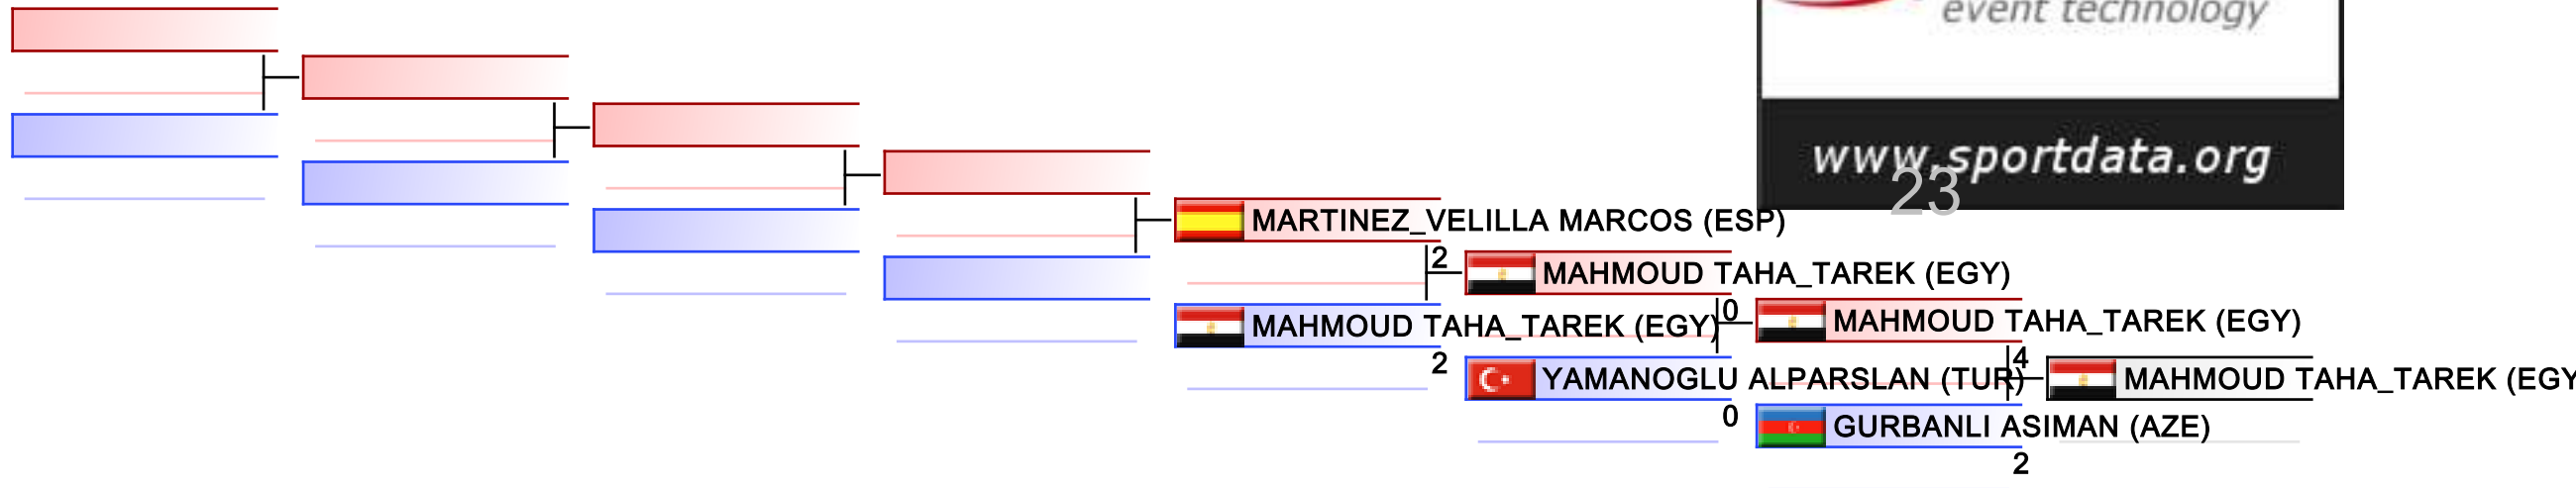 event technology
www.sportdata.org
23
MARTINEZ_VELILLA MARCOS (ESP)
2
MAHMOUD TAHA_TAREK (EGY)
0
MAHMOUD TAHA_TAREK (EGY)
MAHMOUD TAHA_TAREK (EGY)
4
2
YAMANOGLU ALPARSLAN (TUR)
MAHMOUD TAHA_TAREK (EGY
0
GURBANLI ASIMAN (AZE)
2